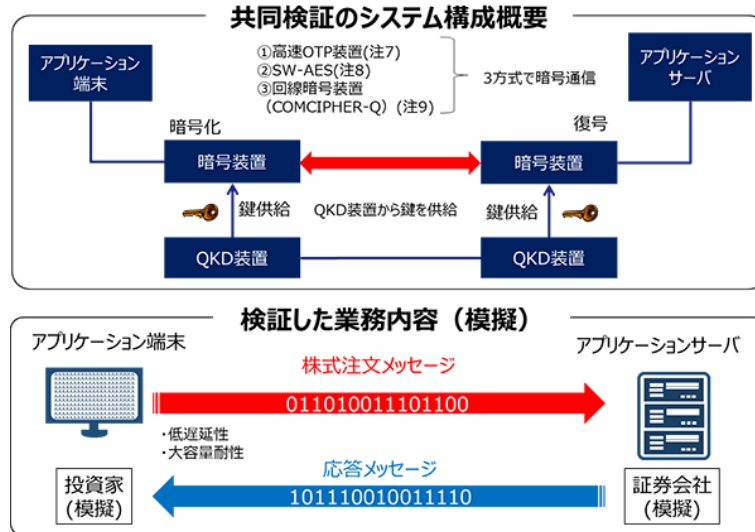 共同検証のシステム構成概要
アプリケーション
端末
①高速OTP装置(注7)
②SW-AES(注8)
③回線暗号装置
(COMCIPHER-Q) (注9)
3方式で暗号通信
アプリケーション
サーバ
暗号化
復号
暗号装置
暗号装置
鍵供給
QKD装置から鍵を供給
鍵供給
QKD装置
QKD装置
検証した業務内容（模擬）
アプリケーション端末
アプリケーションサーバ
株式注文メッセージ
011010011101100
・低遅延性
・大容量耐性
応答メッセージ
101110010011110
投資家
(模擬)
証券会社
(模擬)